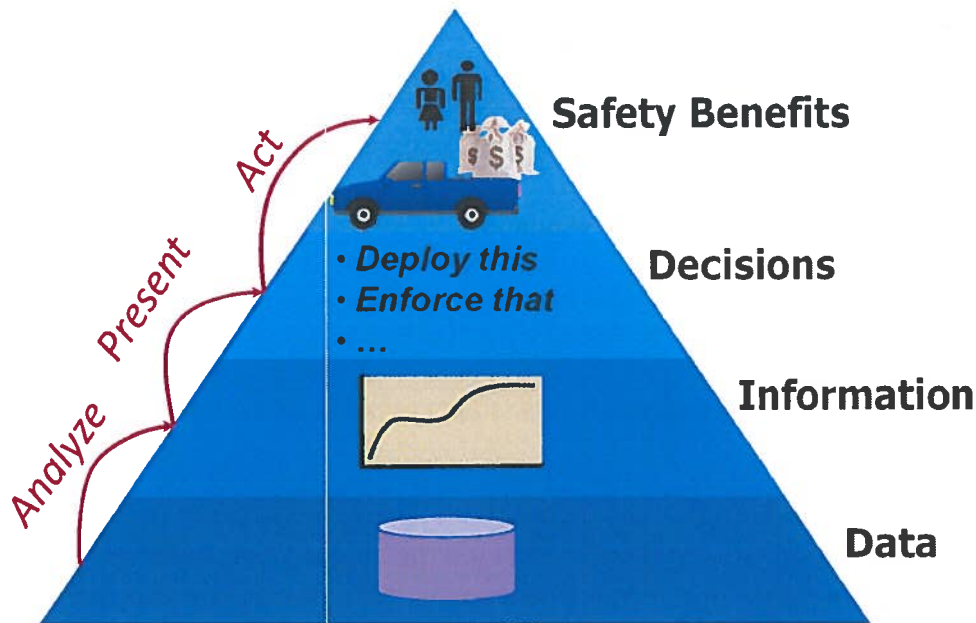 Safety Benefits
Act
$ $ $
• Deploy this
Decisions
• Enforce that
Present
• ...
Information
Analyze
Data